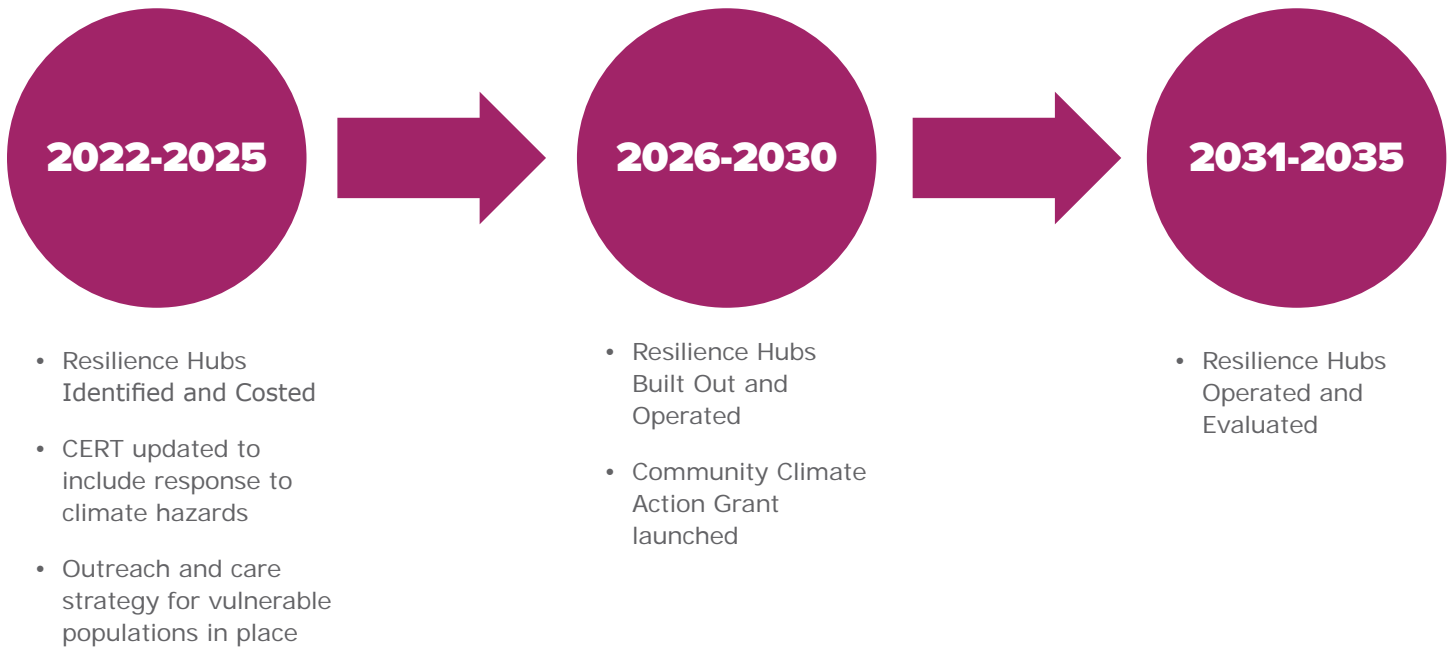 2022-2025
2026-2030
2031-2035
• Resilience Hubs
Identified and Costed
• CERT updated to
include response to
climate hazards
• Outreach and care
strategy for vulnerable
populations in place
• Resilience Hubs
Built Out and
Operated
• Community Climate
Action Grant
launched
• Resilience Hubs
Operated and
Evaluated